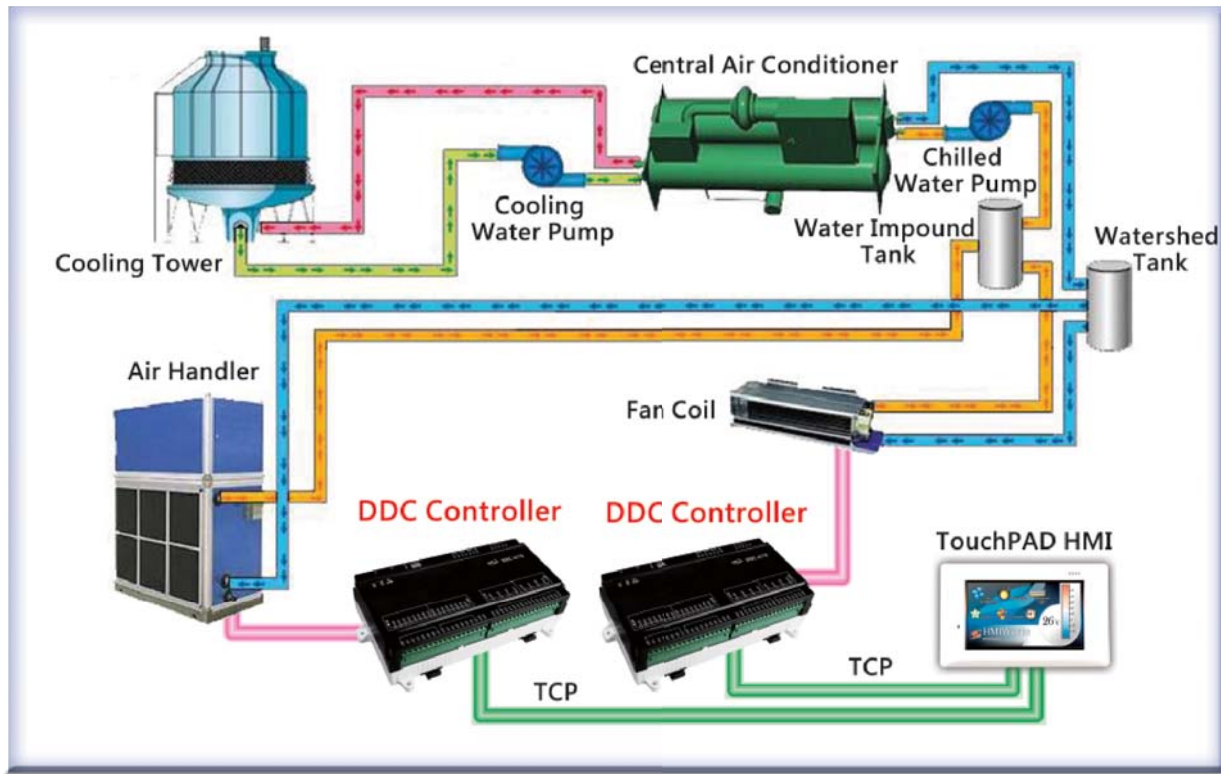 Central Air Conditioner
Chilled
Water Pump
Cooling
Water Pump
Water Impound
Tank
Watershed
Tank
Cooling Tower
Air Handler
Fan Coil
DDC Controller
DDC Controller
TouchPAD HMI
26
TCP
TCP